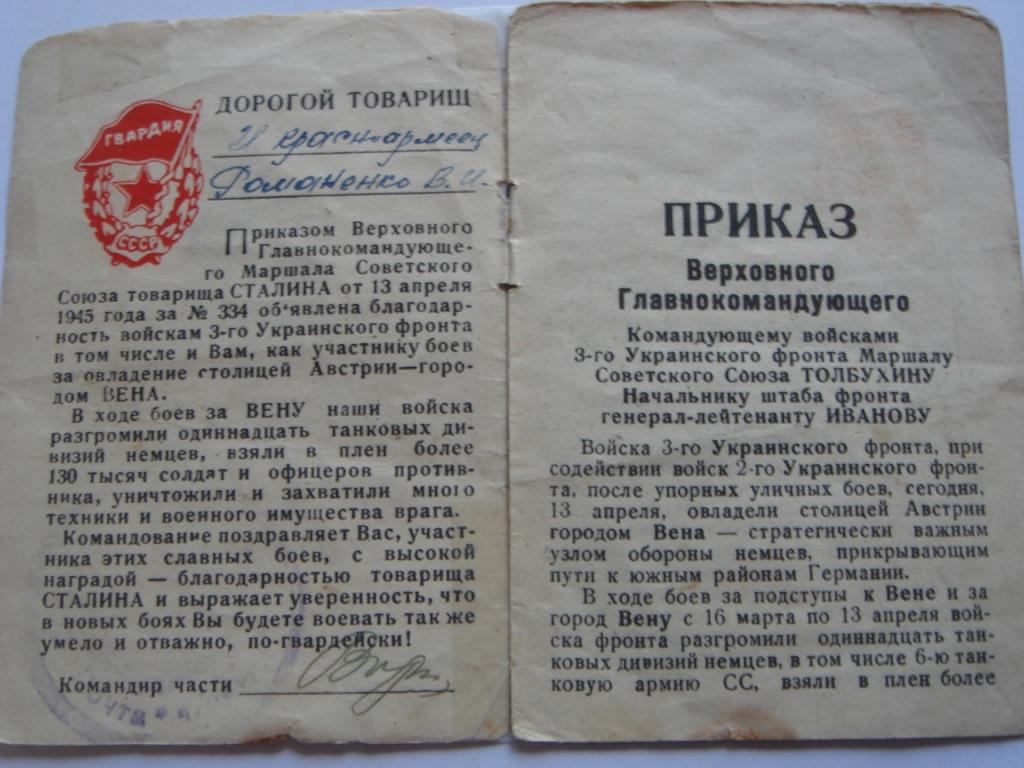 ГВАРДИЯ
СССР
ДОРОГОЙ ТОВАРИЩ
красноармеец
Романенко В. И.
Приказом Верховного
Главнокомандующе-
го Маршала Советского
Союза товарища СТАЛИНА от 13 апреля
1945 года за № 334 об'явлена благодар-
ность войскам 3-го Украинского фронта
в том числе и Вам, как участнику боев
за овладение столицей Австрии—горо-
дом ВЕНА.
В ходе боев за ВЕНУ наши войска
разгромили одиннадцать танковых ди-
визий немцев, взяли в плен более
130 тысяч солдат и офицеров против-
ника, уничтожили и захватили много
техники и военного имущества врага.
Командование поздравляет Вас, участ-
ника этих славных боев, с высокой
наградой — благодарностью товарища
СТАЛИНА и выражает уверенность, что
в новых боях Вы будете воевать так же
умело и отважно, по-гвардейски!
Командир части
ПРИКАЗ
Верховного
Главнокомандующего
Командующему войсками
3-го Украинского фронта Маршалу
Советского Союза ТОЛБУХИНУ
Начальнику штаба фронта
генерал-лейтенанту ИВАНОВУ
Войска 3-го Украинского фронта, при
содействии войск 2-го Украинского фрон-
та, после упорных уличных боев, сегодня,
13 апреля, овладели столицей Австрии
городом Вена — стратегически важным
узлом обороны немцев, прикрывающим
пути к южным районам Германии.
В ходе боев за подступы к Вене и за
город Вену с 16 марта по 13 апреля вой-
ска фронта разгромили одиннадцать тан-
ковых дивизий немцев, в том числе 6-ю тан-
ковую армию СС, взяли в плен более